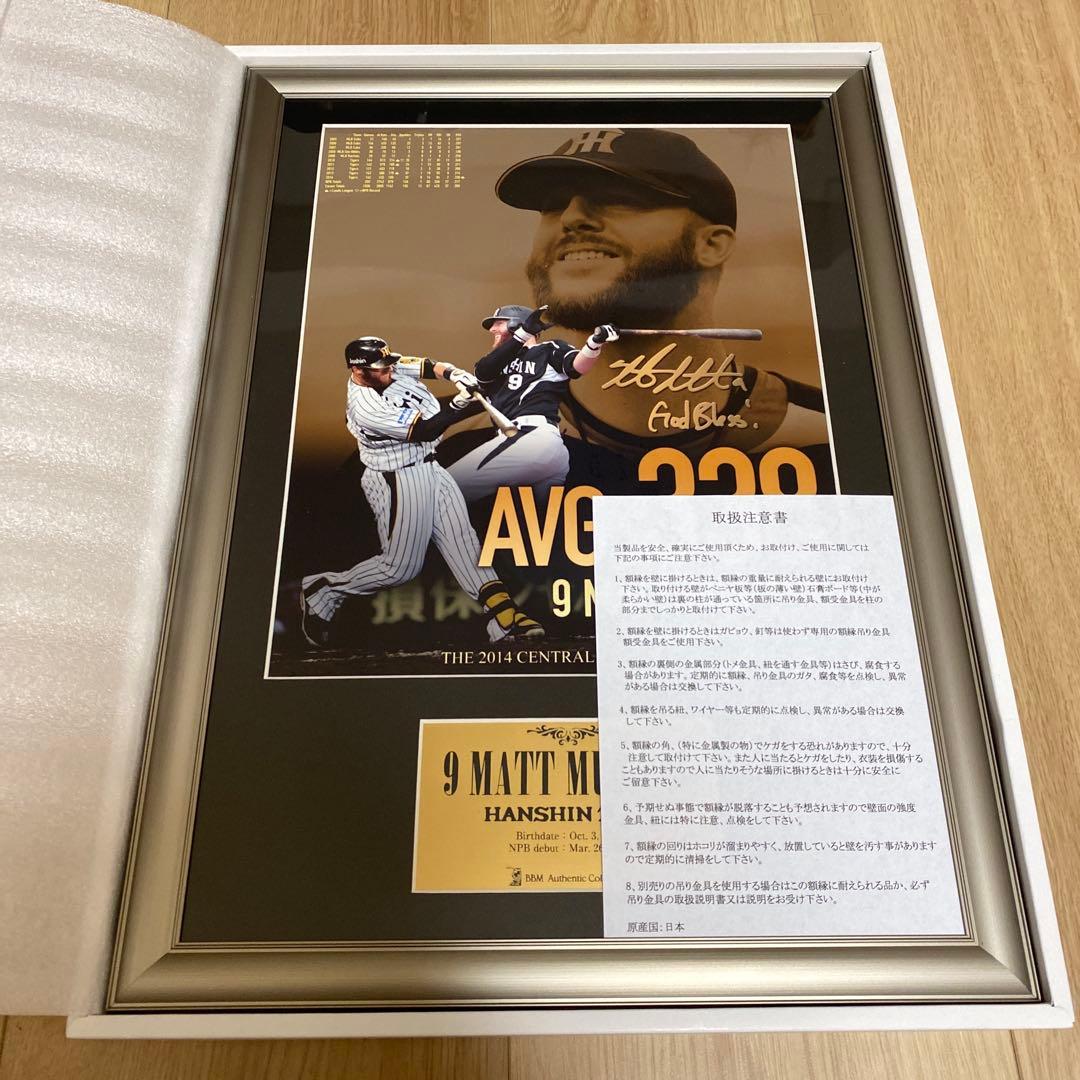 AVG
9
THE 2014 CENTRAL
God Bless!
NSHIN
9
9 MATT MU
HANSHIN
Birthdate : Oct. 3,
NPB debut : Mar. 26
BBM Authentic Col
取扱注意書
当製品を安全、確実にご使用頂くため、お取付け、ご使用に関しては
下記の事項にご注意下さい。
1、額縁を壁に掛けるときは、額縁の重量に耐えられる壁にお取付け
下さい。取り付ける壁がベニヤ板等(板の薄い壁)石膏ボード等(中が
柔らかい壁)は裏の柱が通っている箇所に吊り金具、額受金具を柱の
部分までしっかりと取付けて下さい。
2、額縁を壁に掛けるときはガビョウ、釘等は使わず専用の額縁吊り金具
額受金具をご使用下さい。
3、額縁の裏側の金属部分(トメ金具、紐を通す金具等)はさび、腐食する
場合があります。定期的に額縁、吊り金具のガタ、腐食等を点検し、異常
がある場合は交換して下さい。
4、額縁を吊る紐、ワイヤー等も定期的に点検し、異常がある場合は交換
して下さい。
5、額縁の角、(特に金属製の物)でケガをする恐れがありますので、十分
注意して取付けて下さい。また人に当たるとケガをしたり、衣装を損傷する
こともありますので人に当たりそうな場所に掛けるときは十分に安全に
ご留意下さい。
6、予期せぬ事態で額縁が脱落することも予想されますので壁面の強度
金具、紐には特に注意、点検をして下さい。
7、額縁の回りはホコリが溜まりやすく、放置していると壁を汚す事があります
ので定期的に清掃をして下さい。
8、別売りの吊り金具を使用する場合はこの額縁に耐えられる品か、必ず
吊り金具の取扱説明書又は説明をお受け下さい。
原産国:日本